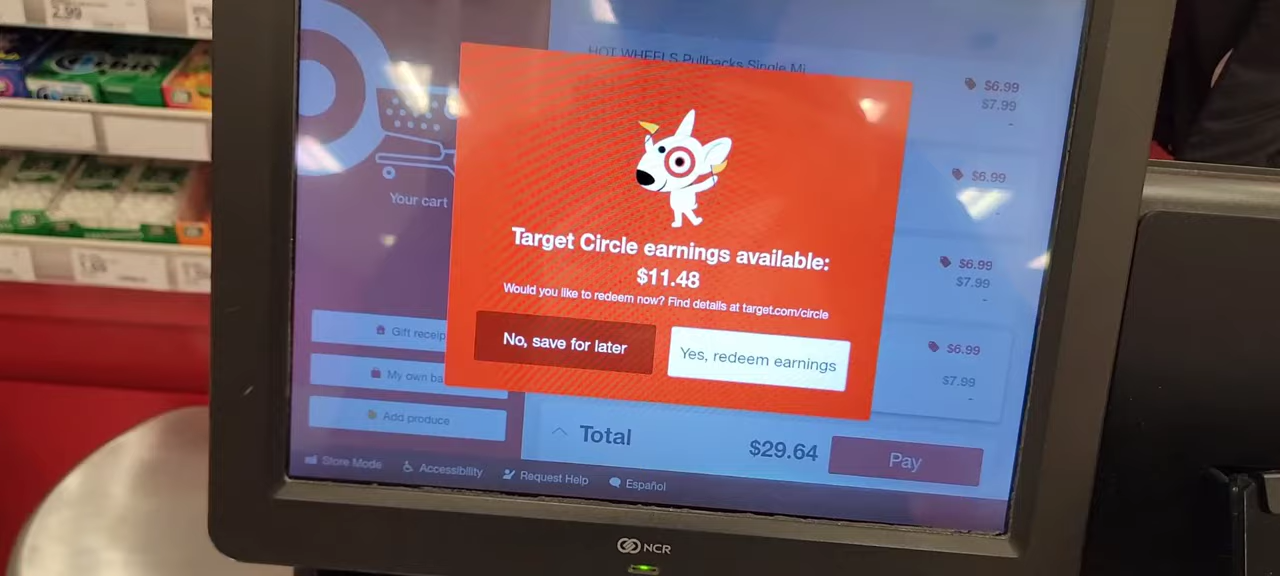 2.99
HOT WHEELS Pullbacks Single Mi
$6.99
$7.99
-
$6.99
-
$6.99
$7.99
-
$6.99
$7.99
-
Your cart
Target Circle earnings available:
$11.48
Would you like to redeem now? Find details at target.com/circle
No, save for later
Yes, redeem earnings
Gift receip
My own ba
Add produce
Total
$29.64
Pay
Store Mode
Accessibility
Request Help
Español
NCR